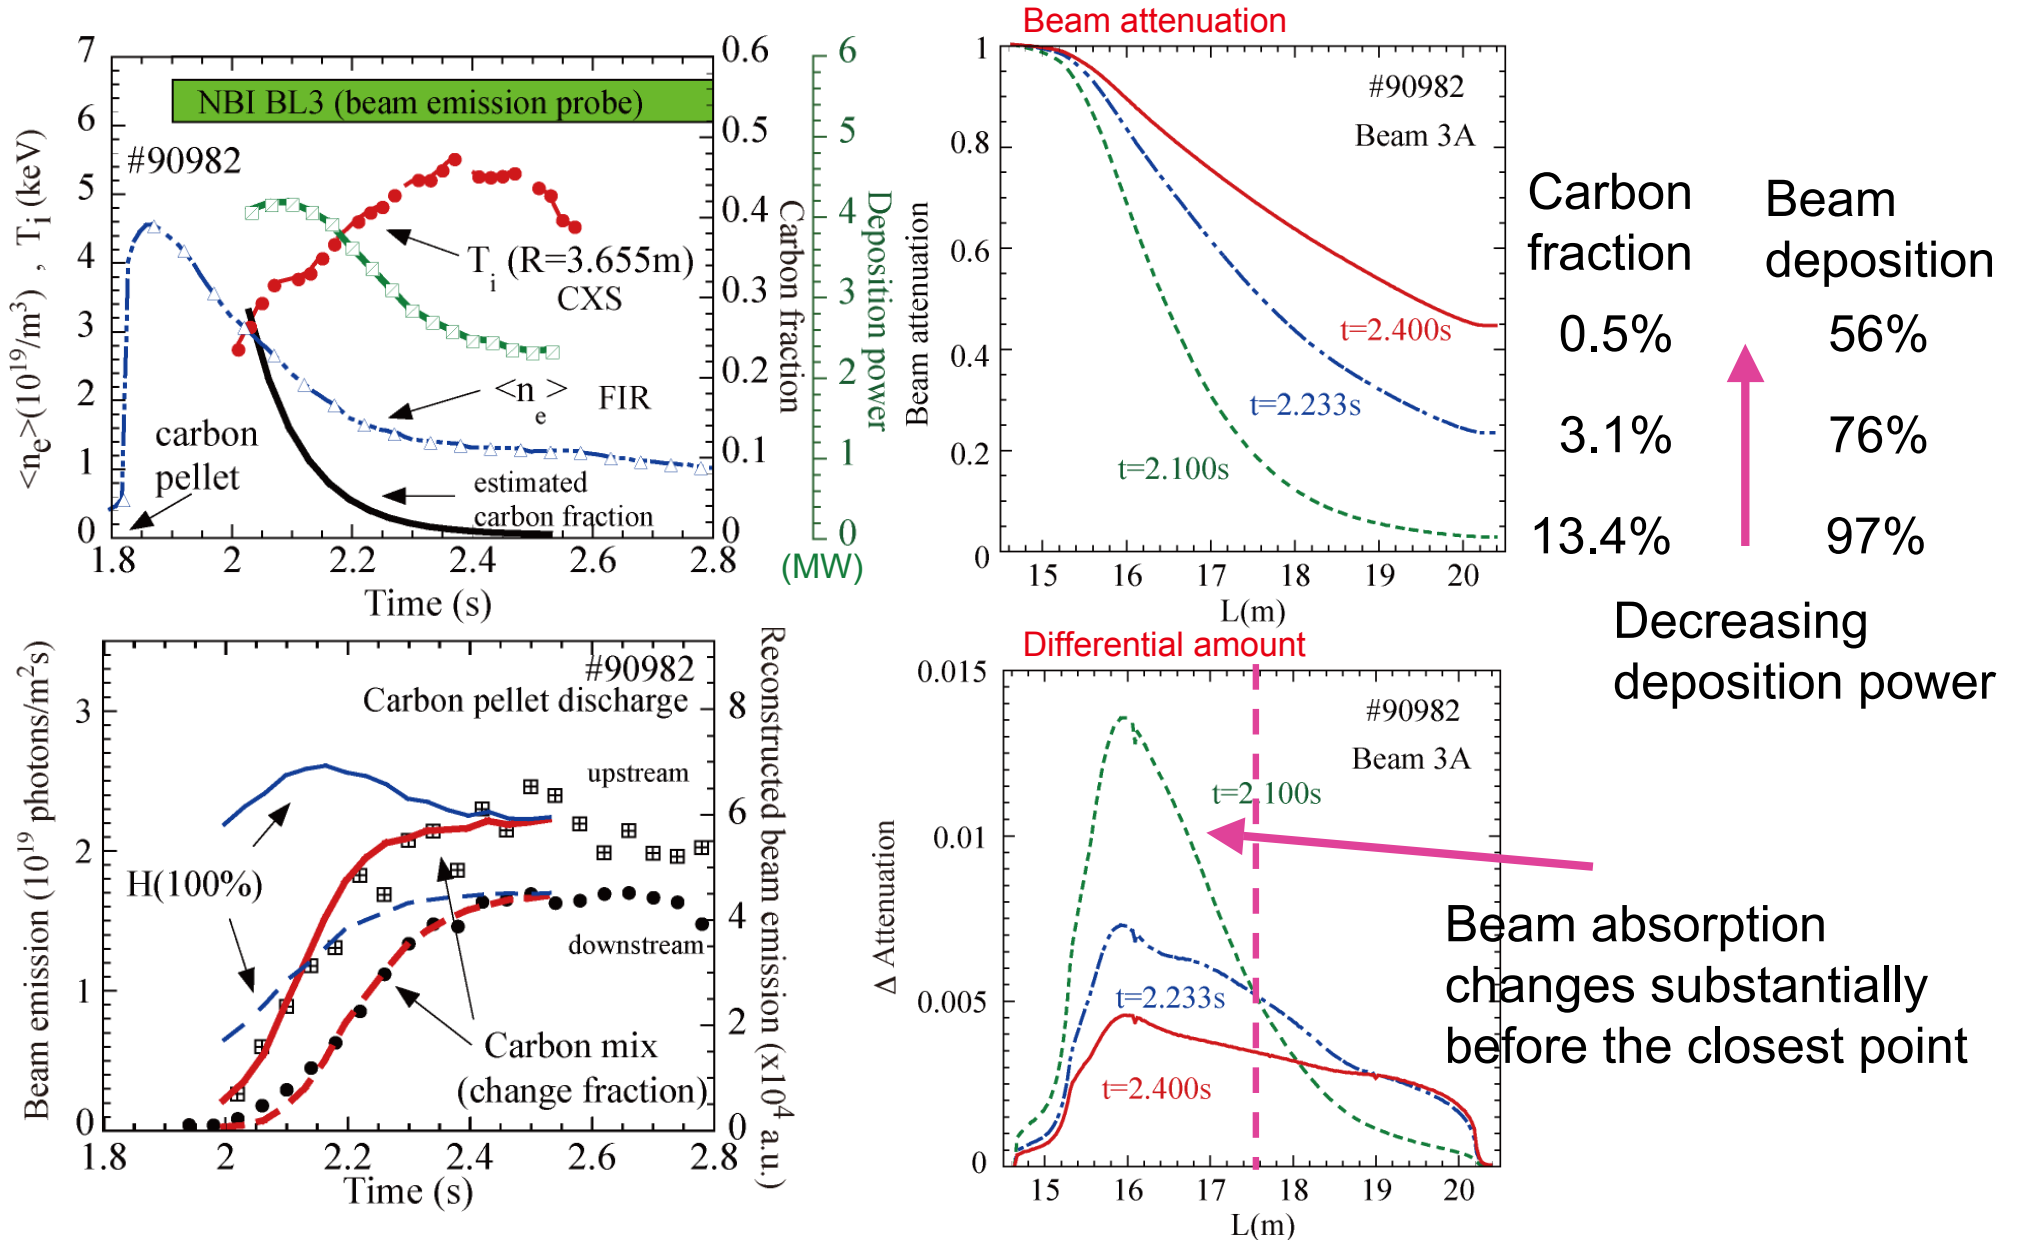 7
6
5
4
3
2
1
0
<ne>(10^19/m^3) , Ti (keV)
NBI BL3 (beam emission probe)
#90982
Ti (R=3.655m)
CXS
<ne> FIR
carbon
pellet
estimated
carbon fraction
1.8 2 2.2 2.4 2.6 2.8
Time (s)
0.6
0.5
0.4
0.3
0.2
0.1
0
Carbon fraction
6
5
4
3
2
1
0
Deposition power
(MW)
Beam attenuation
1
0.8
0.6
0.4
0.2
0
Beam attenuation
#90982
Beam 3A
t=2.400s
t=2.233s
t=2.100s
15 16 17 18 19 20
L(m)
Carbon
fraction
Beam
deposition
0.5% 56%
3.1% 76%
13.4% 97%
Decreasing
deposition power
3
2
1
0
Beam emission (10^19 photons/m^2s)
#90982
Carbon pellet discharge
upstream
H(100%)
downstream
Carbon mix
(change fraction)
1.8 2 2.2 2.4 2.6 2.8
Time (s)
8
6
4
2
0
Reconstructed beam emission (x10^4 a.u.)
Differential amount
0.015
0.01
0.005
0
Δ Attenuation
#90982
Beam 3A
t=2.100s
t=2.233s
t=2.400s
15 16 17 18 19 20
L(m)
Beam absorption
changes substantially
before the closest point